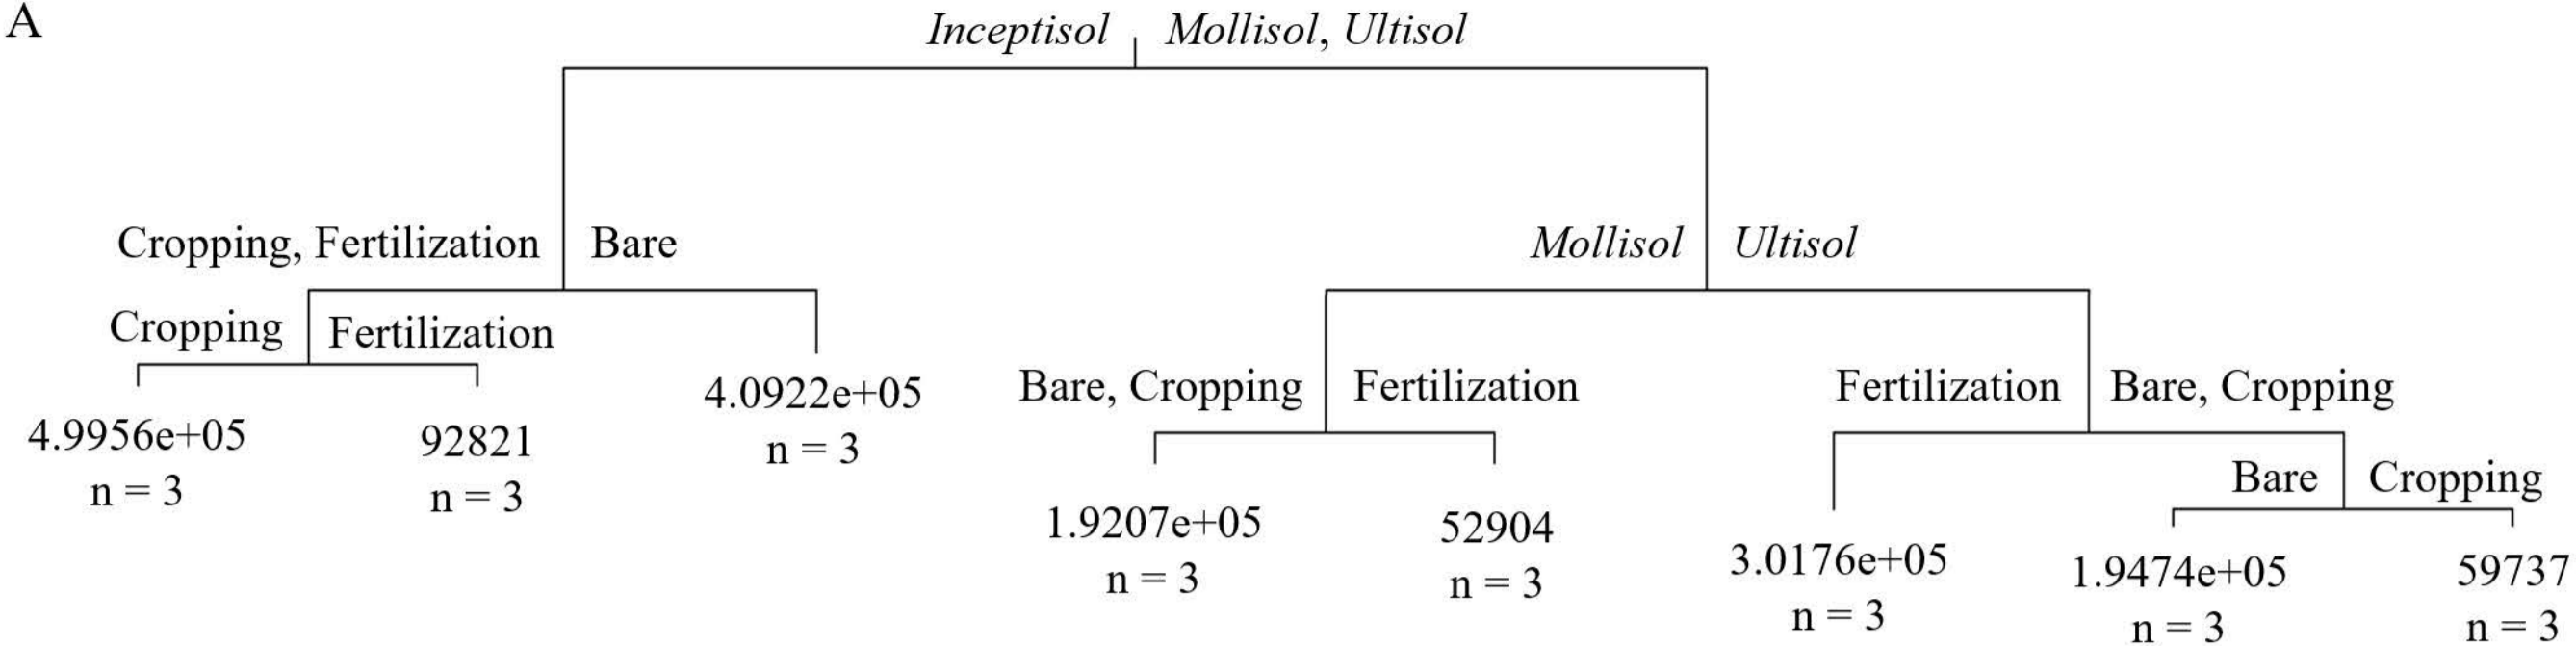 A
Inceptisol Mollisol, Ultisol
Cropping, Fertilization Bare
Mollisol Ultisol
Cropping Fertilization
Bare, Cropping Fertilization
Fertilization Bare, Cropping
Bare Cropping
4.9956e+05
n = 3
92821
n = 3
4.0922e+05
n = 3
1.9207e+05
n = 3
52904
n = 3
3.0176e+05
n = 3
1.9474e+05
n = 3
59737
n = 3